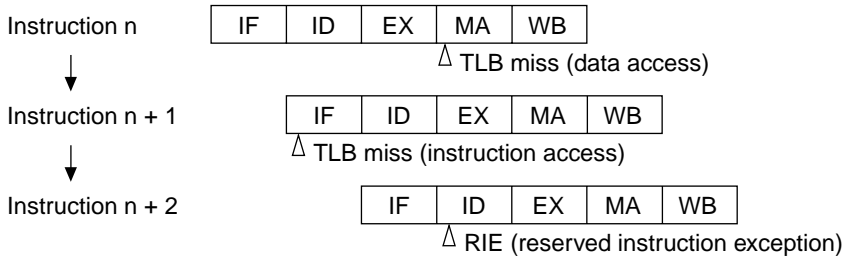 Instruction n IF ID EX MA WB
TLB miss (data access)
Instruction n + 1 IF ID EX MA WB
TLB miss (instruction access)
Instruction n + 2 IF ID EX MA WB
RIE (reserved instruction exception)